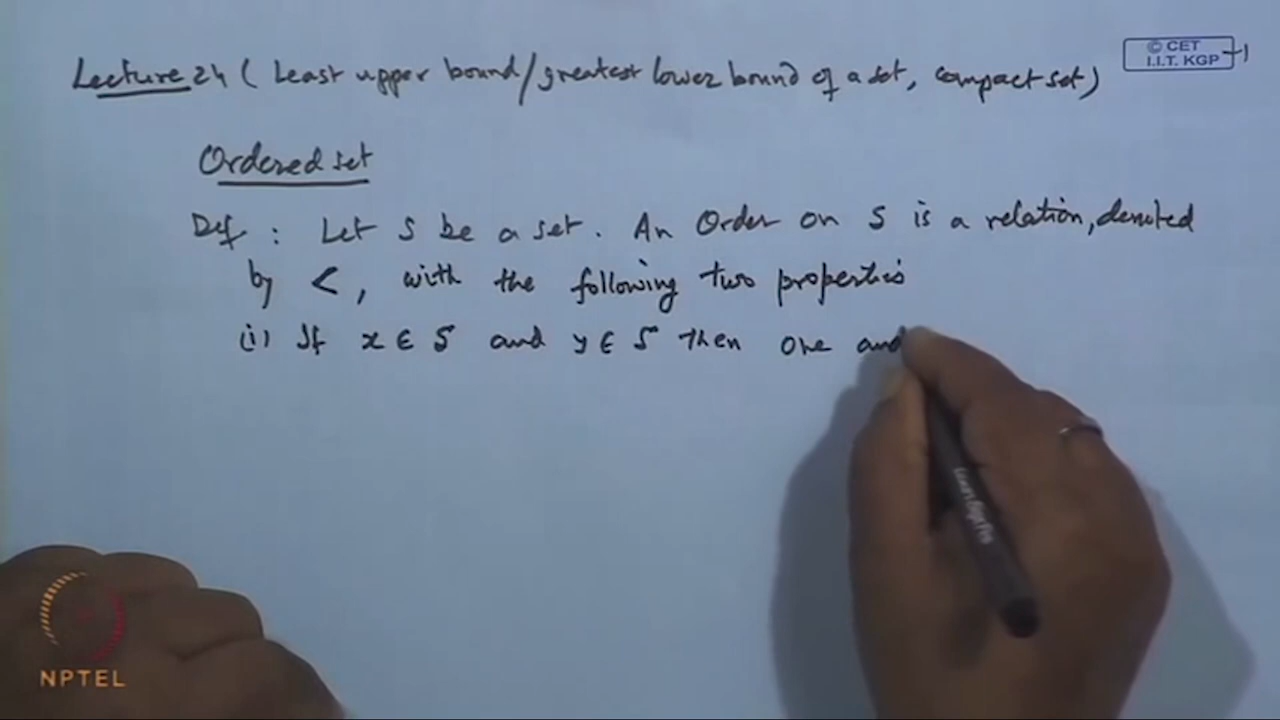 Lecture 24 ( Least upper bound/greatest lower bound of a set, compact set)
© CET
I.I.T. KGP
Ordered set
Def : Let S be a set. An Order on S is a relation, denoted
by <, with the following two properties
(i) If x ∈ S and y ∈ S then one and
NPTEL